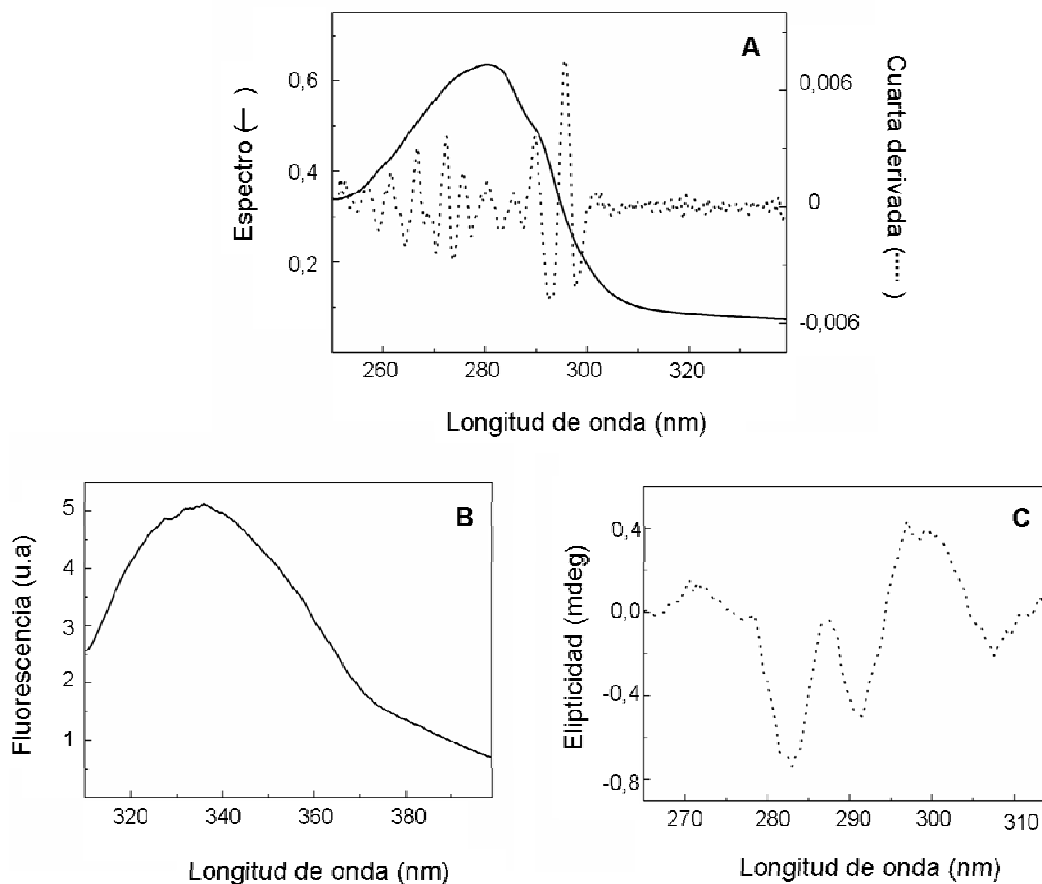 A
0,6
0,4
0,2
Espectro (—)
0,006
0
-0,006
Cuarta derivada (·····)
260
280
300
320
Longitud de onda (nm)
B
5
4
3
2
1
Fluorescencia (u.a)
320
340
360
380
Longitud de onda (nm)
C
0,4
0,0
-0,4
-0,8
Elipticidad (mdeg)
270
280
290
300
310
Longitud de onda (nm)